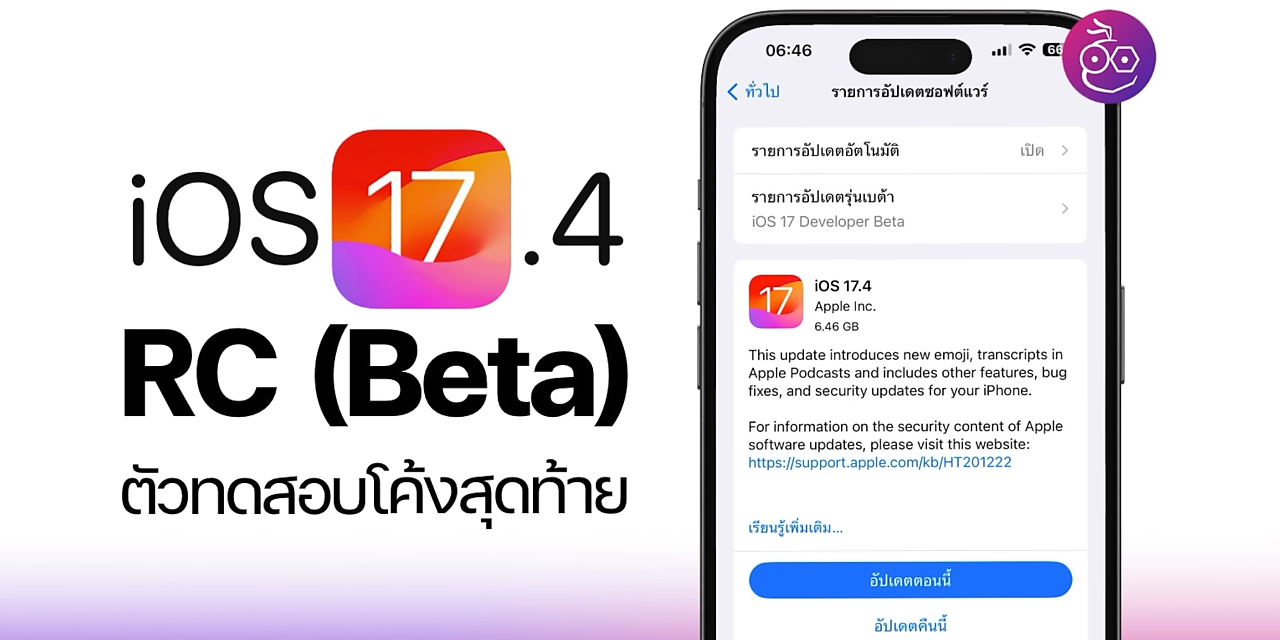 iOS 17.4
RC (Beta)
ตัวทดสอบโค้งสุดท้าย
06:46
ทั่วไป
รายการอัปเดตซอฟต์แวร์
รายการอัปเดตอัตโนมัติ
เปิด
รายการอัปเดตรุ่นเบต้า
iOS 17 Developer Beta
17
iOS 17.4
Apple Inc.
6.46 GB
This update introduces new emoji, transcripts in
Apple Podcasts and includes other features, bug
fixes, and security updates for your iPhone.
For information on the security content of Apple
software updates, please visit this website:
https://support.apple.com/kb/HT201222
เรียนรู้เพิ่มเติม...
อัปเดตตอนนี้
อัปเดตคืนนี้